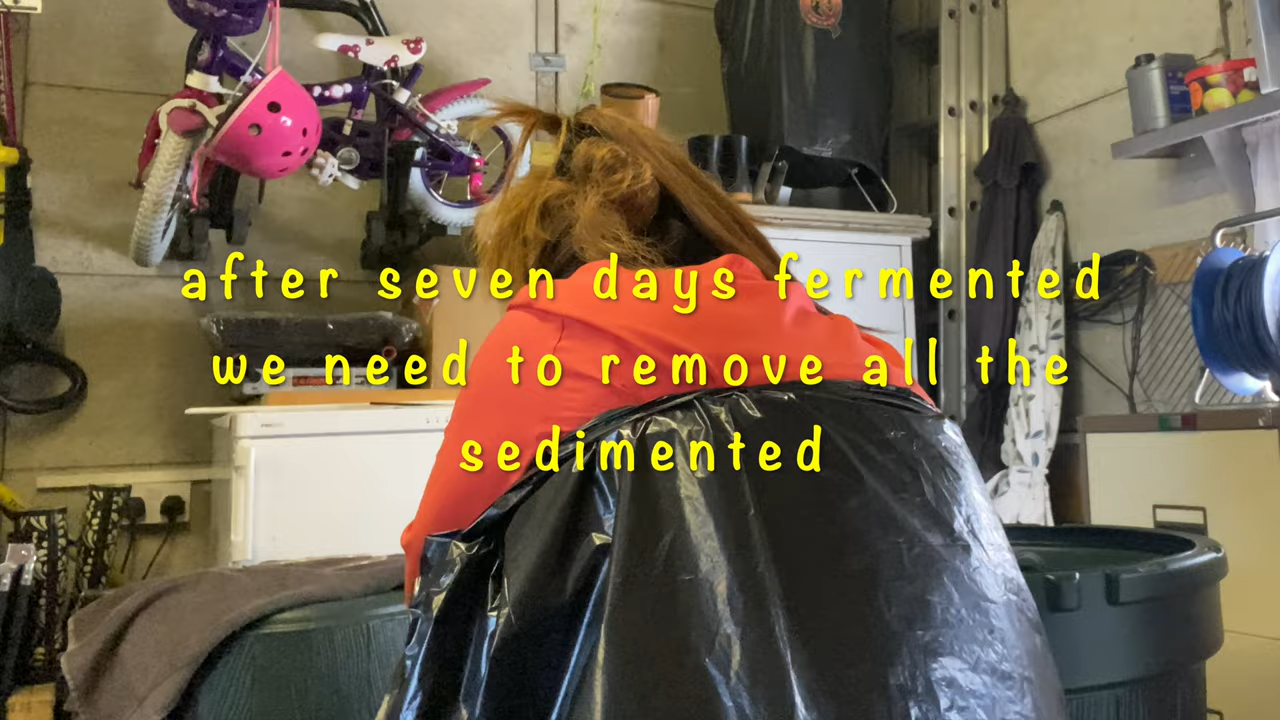 after seven days fermented
we need to remove all the
sedimented